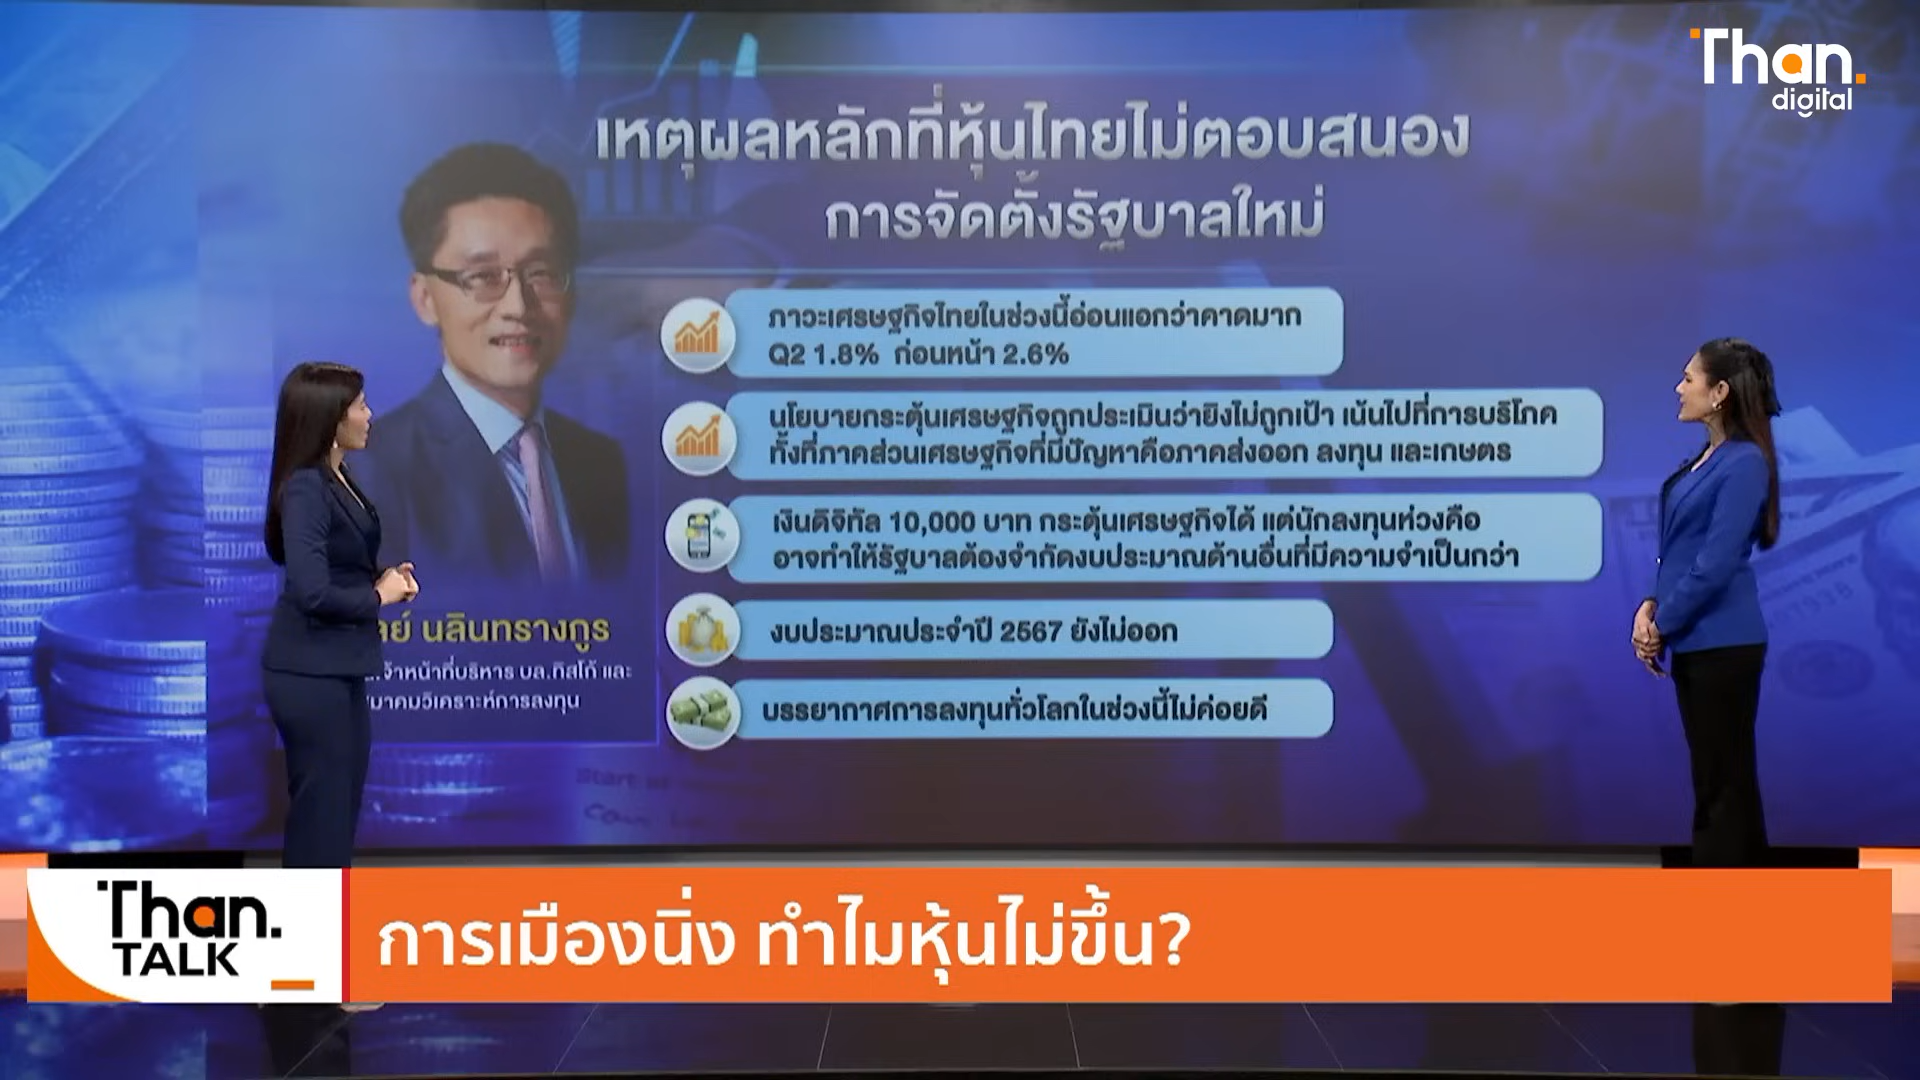 Than.
digital
เหตุผลหลักที่หุ้นไทยไม่ตอบสนอง
การจัดตั้งรัฐบาลใหม่
ภาวะเศรษฐกิจไทยในช่วงนี้อ่อนแอกว่าคาดมาก
Q2 1.8% ก่อนหน้า 2.6%
นโยบายกระตุ้นเศรษฐกิจถูกประเมินว่ายิงไม่ถูกเป้า เน้นไปที่การบริโภค
ทั้งที่ภาคส่วนเศรษฐกิจที่มีปัญหาคือภาคส่งออก ลงทุน และเกษตร
เงินดิจิทัล 10,000 บาท กระตุ้นเศรษฐกิจได้ แต่นักลงทุนห่วงคือ
อาจทำให้รัฐบาลต้องจำกัดงบประมาณด้านอื่นที่มีความจำเป็นกว่า
งบประมาณประจำปี 2567 ยังไม่ออก
บรรยากาศการลงทุนทั่วโลกในช่วงนี้ไม่ค่อยดี
นลินทรางกูร
เจ้าหน้าที่บริหาร บล.ทิสโก้ และ
มาคมวิเคราะห์การลงทุน
Than.
TALK
การเมืองนิ่ง ทำไมหุ้นไม่ขึ้น?